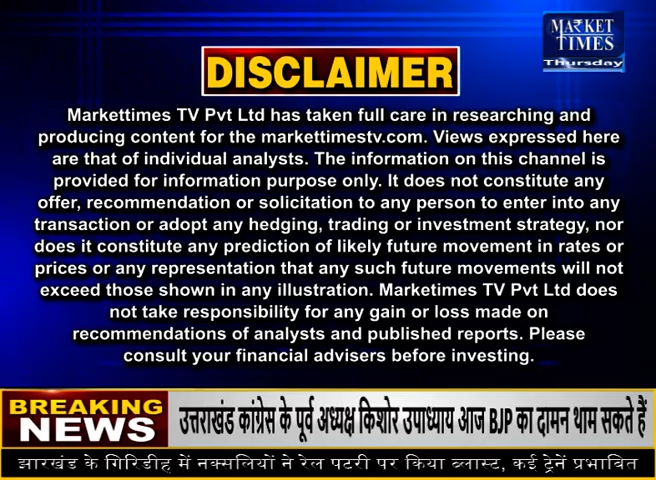 MARKET
TIMES
Thursday
DISCLAIMER
Markettimes TV Pvt Ltd has taken full care in researching and
producing content for the markettimestv.com. Views expressed here
are that of individual analysts. The information on this channel is
provided for information purpose only. It does not constitute any
offer, recommendation or solicitation to any person to enter into any
transaction or adopt any hedging, trading or investment strategy, nor
does it constitute any prediction of likely future movement in rates or
prices or any representation that any such future movements will not
exceed those shown in any illustration. Marketimes TV Pvt Ltd does
not take responsibility for any gain or loss made on
recommendations of analysts and published reports. Please
consult your financial advisers before investing.
BREAKING
NEWS
उत्तराखंड कांग्रेस के पूर्व अध्यक्ष किशोर उपाध्याय आज BJP का दामन थाम सकते हैं
झारखंड के गिरिडीह में नक्सलियों ने रेल पटरी पर किया ब्लास्ट, कई ट्रेनें प्रभावित